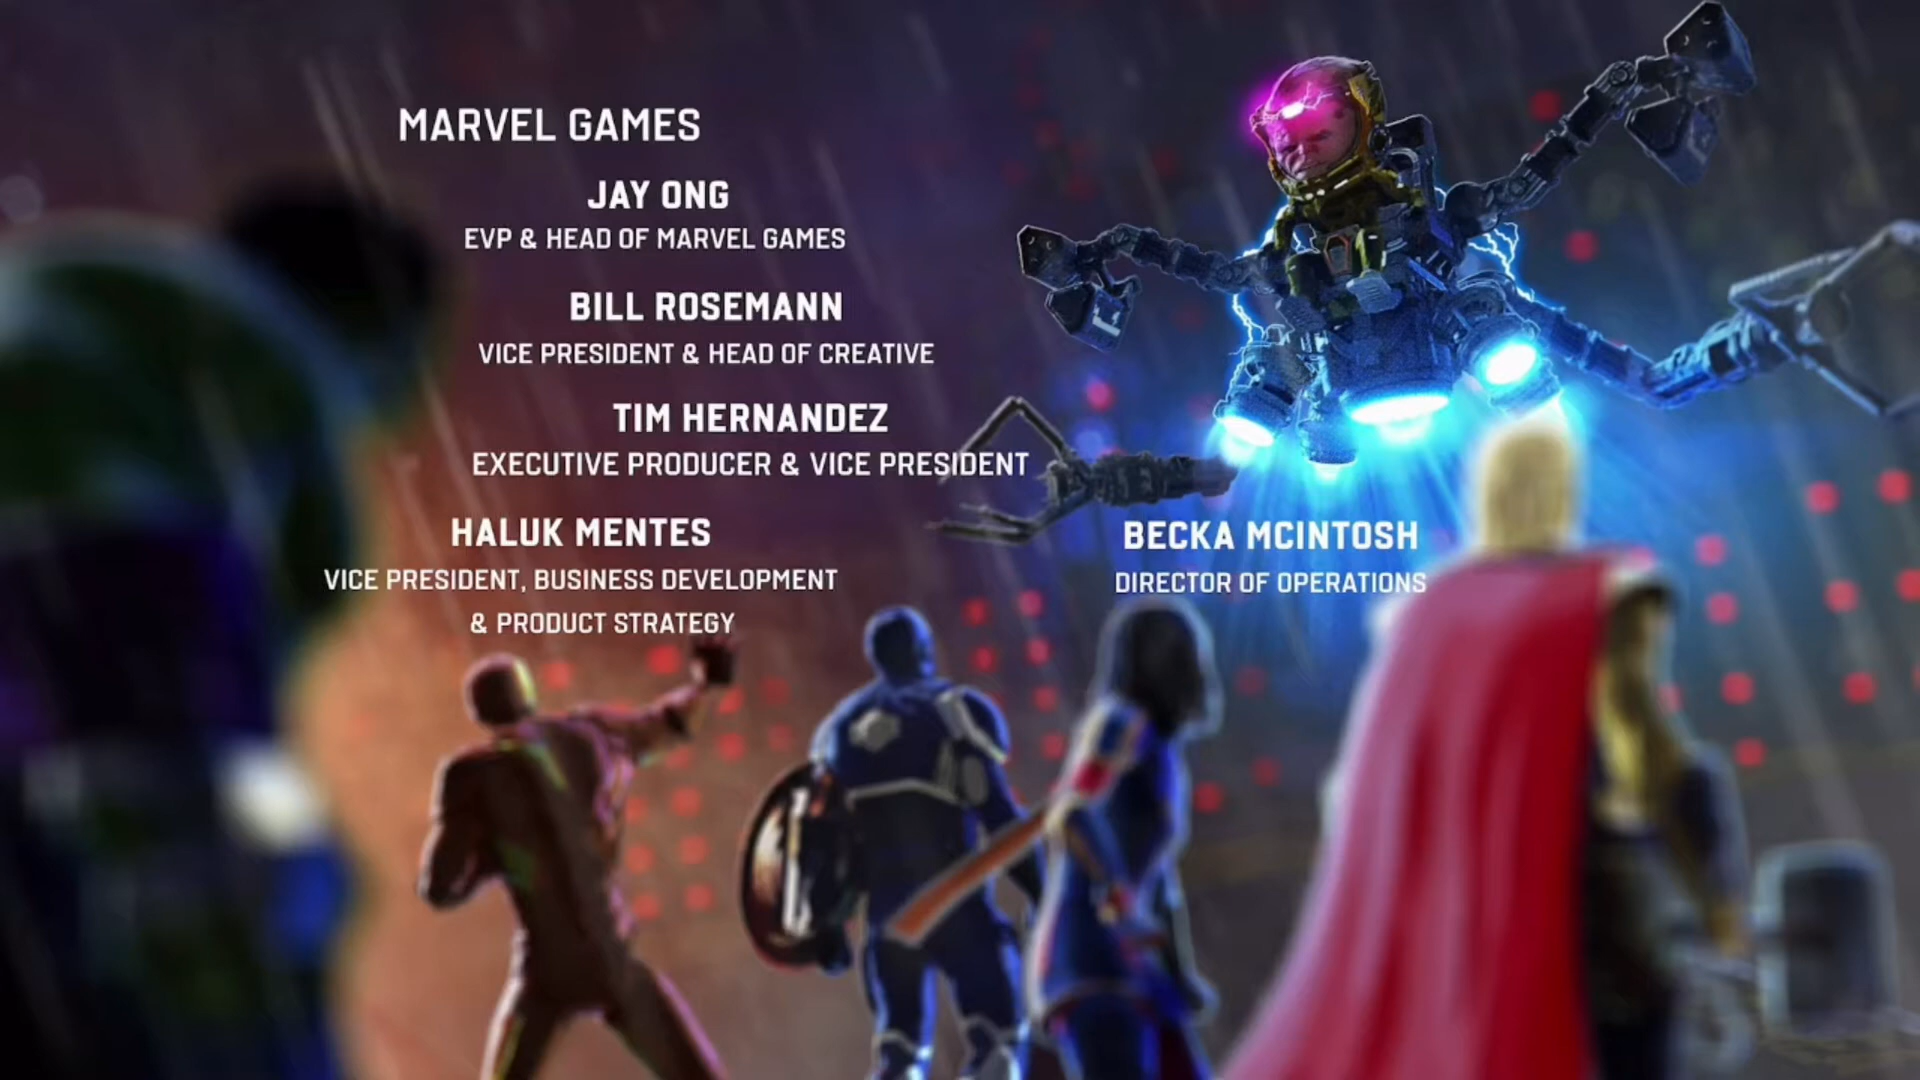 MARVEL GAMES
JAY ONG
EVP & HEAD OF MARVEL GAMES
BILL ROSEMANN
VICE PRESIDENT & HEAD OF CREATIVE
TIM HERNANDEZ
EXECUTIVE PRODUCER & VICE PRESIDENT
HALUK MENTES
VICE PRESIDENT, BUSINESS DEVELOPMENT
& PRODUCT STRATEGY
BECKA MCINTOSH
DIRECTOR OF OPERATIONS